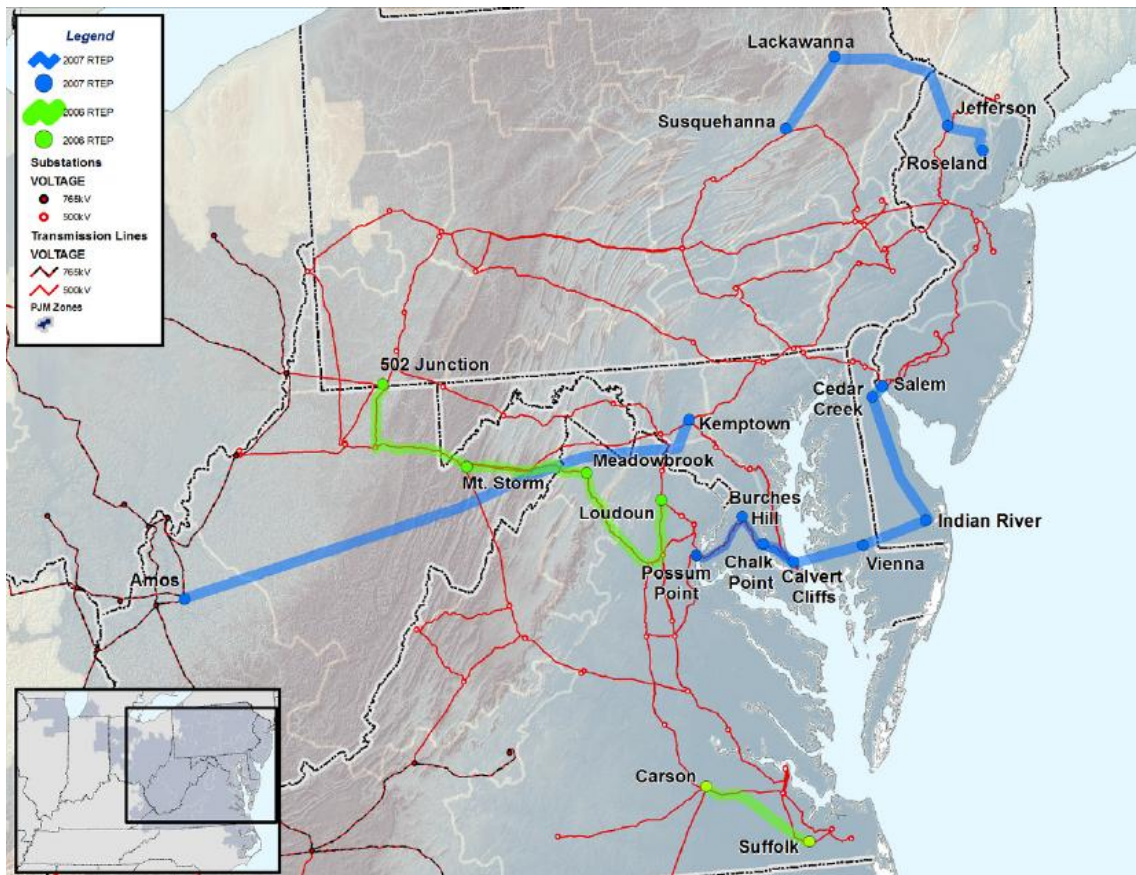 Legend
2007 RTEP
2007 RTEP
2006 RTEP
2006 RTEP
Substations
VOLTAGE
765kV
500kV
Transmission Lines
VOLTAGE
765kV
500kV
PJM Zones
Lackawanna
Susquehanna
Jefferson
Roseland
502 Junction
Salem
Cedar
Creek
Kemptown
Meadowbrook
Mt. Storm
Loudoun
Burches
Hill
Indian River
Possum
Point
Chalk
Point
Calvert
Cliffs
Vienna
Amos
Carson
Suffolk